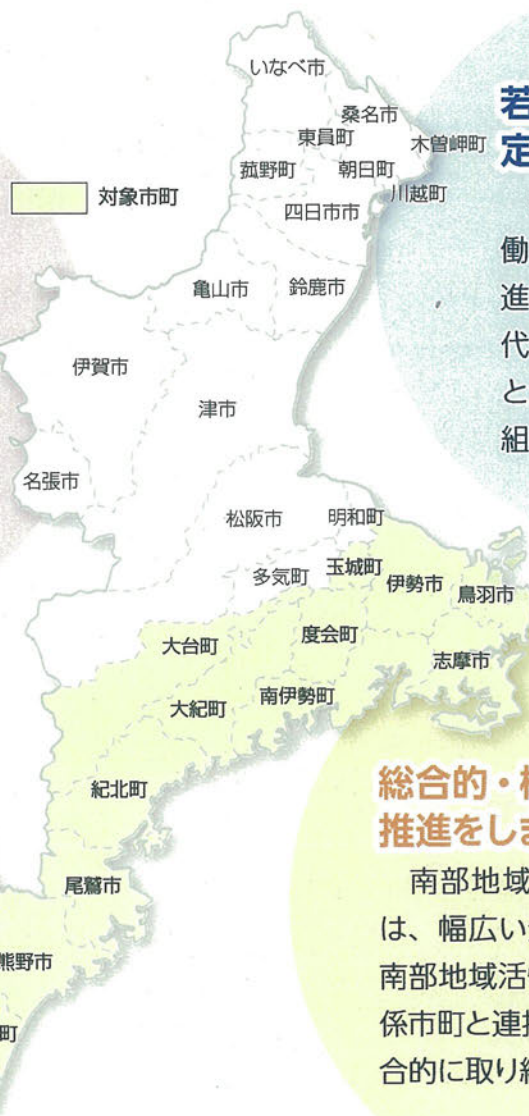 いなべ市
桑名市
東員町
木曽岬町
菰野町
朝日町
川越町
四日市市
対象市町
亀山市
鈴鹿市
伊賀市
津市
名張市
松阪市
明和町
多気町
玉城町
伊勢市
鳥羽市
大台町
度会町
志摩市
大紀町
南伊勢町
紀北町
尾鷲市
熊野市
町
若
定
働
進
代
と
組
総合的・
推進をしま
南部地域
は、幅広い
南部地域活
係市町と連携
合的に取り組